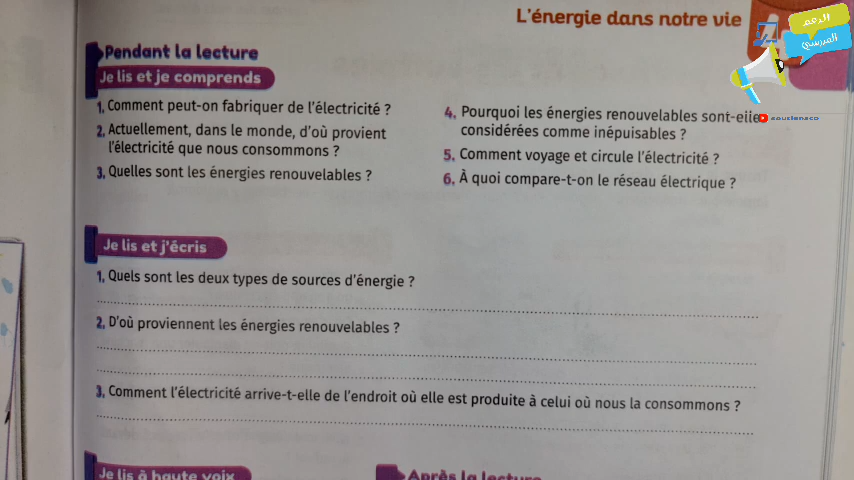 L'énergie dans notre vie
الدعم
المدرسي
soutieneco
Pendant la lecture
Je lis et je comprends
1. Comment peut-on fabriquer de l'électricité ?
2. Actuellement, dans le monde, d'où provient
l'électricité que nous consommons ?
3. Quelles sont les énergies renouvelables ?
4. Pourquoi les énergies renouvelables sont-elle
considérées comme inépuisables ?
5. Comment voyage et circule l'électricité ?
6. À quoi compare-t-on le réseau électrique ?
Je lis et j'écris
1. Quels sont les deux types de sources d'énergie ?
2. D'où proviennent les énergies renouvelables ?
3. Comment l'électricité arrive-t-elle de l'endroit où elle est produite à celui où nous la consommons ?
Je lis à haute voix
Après la lecture